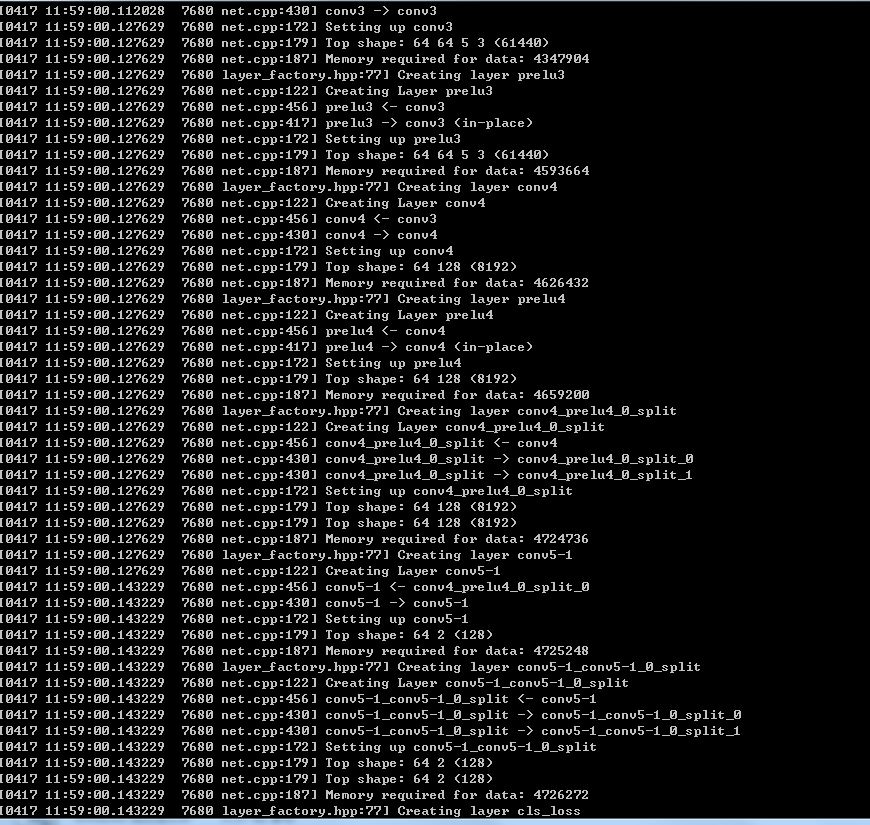 I0417 11:59:00.112028  7680 net.cpp:430] conv3 -> conv3
I0417 11:59:00.127629  7680 net.cpp:172] Setting up conv3
I0417 11:59:00.127629  7680 net.cpp:179] Top shape: 64 64 5 3 (61440)
I0417 11:59:00.127629  7680 net.cpp:187] Memory required for data: 4347904
I0417 11:59:00.127629  7680 layer_factory.hpp:77] Creating layer prelu3
I0417 11:59:00.127629  7680 net.cpp:122] Creating Layer prelu3
I0417 11:59:00.127629  7680 net.cpp:456] prelu3 <- conv3
I0417 11:59:00.127629  7680 net.cpp:417] prelu3 -> conv3 (in-place)
I0417 11:59:00.127629  7680 net.cpp:172] Setting up prelu3
I0417 11:59:00.127629  7680 net.cpp:179] Top shape: 64 64 5 3 (61440)
I0417 11:59:00.127629  7680 net.cpp:187] Memory required for data: 4593664
I0417 11:59:00.127629  7680 layer_factory.hpp:77] Creating layer conv4
I0417 11:59:00.127629  7680 net.cpp:122] Creating Layer conv4
I0417 11:59:00.127629  7680 net.cpp:456] conv4 <- conv3
I0417 11:59:00.127629  7680 net.cpp:430] conv4 -> conv4
I0417 11:59:00.127629  7680 net.cpp:172] Setting up conv4
I0417 11:59:00.127629  7680 net.cpp:179] Top shape: 64 128 (8192)
I0417 11:59:00.127629  7680 net.cpp:187] Memory required for data: 4626432
I0417 11:59:00.127629  7680 layer_factory.hpp:77] Creating layer prelu4
I0417 11:59:00.127629  7680 net.cpp:122] Creating Layer prelu4
I0417 11:59:00.127629  7680 net.cpp:456] prelu4 <- conv4
I0417 11:59:00.127629  7680 net.cpp:417] prelu4 -> conv4 (in-place)
I0417 11:59:00.127629  7680 net.cpp:172] Setting up prelu4
I0417 11:59:00.127629  7680 net.cpp:179] Top shape: 64 128 (8192)
I0417 11:59:00.127629  7680 net.cpp:187] Memory required for data: 4659200
I0417 11:59:00.127629  7680 layer_factory.hpp:77] Creating layer conv4_prelu4_0_split
I0417 11:59:00.127629  7680 net.cpp:122] Creating Layer conv4_prelu4_0_split
I0417 11:59:00.127629  7680 net.cpp:456] conv4_prelu4_0_split <- conv4
I0417 11:59:00.127629  7680 net.cpp:430] conv4_prelu4_0_split -> conv4_prelu4_0_split_0
I0417 11:59:00.127629  7680 net.cpp:430] conv4_prelu4_0_split -> conv4_prelu4_0_split_1
I0417 11:59:00.127629  7680 net.cpp:172] Setting up conv4_prelu4_0_split
I0417 11:59:00.127629  7680 net.cpp:179] Top shape: 64 128 (8192)
I0417 11:59:00.127629  7680 net.cpp:179] Top shape: 64 128 (8192)
I0417 11:59:00.127629  7680 net.cpp:187] Memory required for data: 4724736
I0417 11:59:00.127629  7680 layer_factory.hpp:77] Creating layer conv5-1
I0417 11:59:00.127629  7680 net.cpp:122] Creating Layer conv5-1
I0417 11:59:00.143229  7680 net.cpp:456] conv5-1 <- conv4_prelu4_0_split_0
I0417 11:59:00.143229  7680 net.cpp:430] conv5-1 -> conv5-1
I0417 11:59:00.143229  7680 net.cpp:172] Setting up conv5-1
I0417 11:59:00.143229  7680 net.cpp:179] Top shape: 64 2 (128)
I0417 11:59:00.143229  7680 net.cpp:187] Memory required for data: 4725248
I0417 11:59:00.143229  7680 layer_factory.hpp:77] Creating layer conv5-1_conv5-1_0_split
I0417 11:59:00.143229  7680 net.cpp:122] Creating Layer conv5-1_conv5-1_0_split
I0417 11:59:00.143229  7680 net.cpp:456] conv5-1_conv5-1_0_split <- conv5-1
I0417 11:59:00.143229  7680 net.cpp:430] conv5-1_conv5-1_0_split -> conv5-1_conv5-1_0_split_0
I0417 11:59:00.143229  7680 net.cpp:430] conv5-1_conv5-1_0_split -> conv5-1_conv5-1_0_split_1
I0417 11:59:00.143229  7680 net.cpp:172] Setting up conv5-1_conv5-1_0_split
I0417 11:59:00.143229  7680 net.cpp:179] Top shape: 64 2 (128)
I0417 11:59:00.143229  7680 net.cpp:179] Top shape: 64 2 (128)
I0417 11:59:00.143229  7680 net.cpp:187] Memory required for data: 4726272
I0417 11:59:00.143229  7680 layer_factory.hpp:77] Creating layer cls_loss